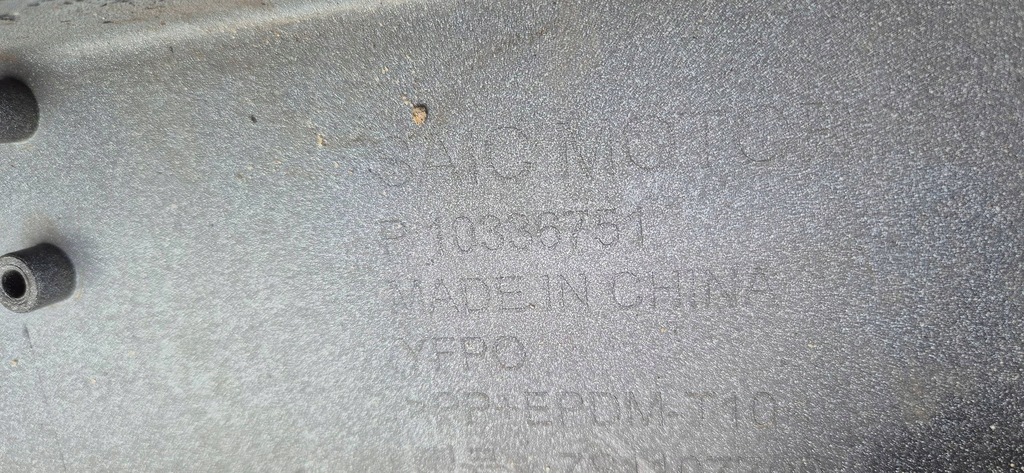 SAIC MOTOR
P 10336751
MADE IN CHINA
YFPO
>PP+EPDM-T10